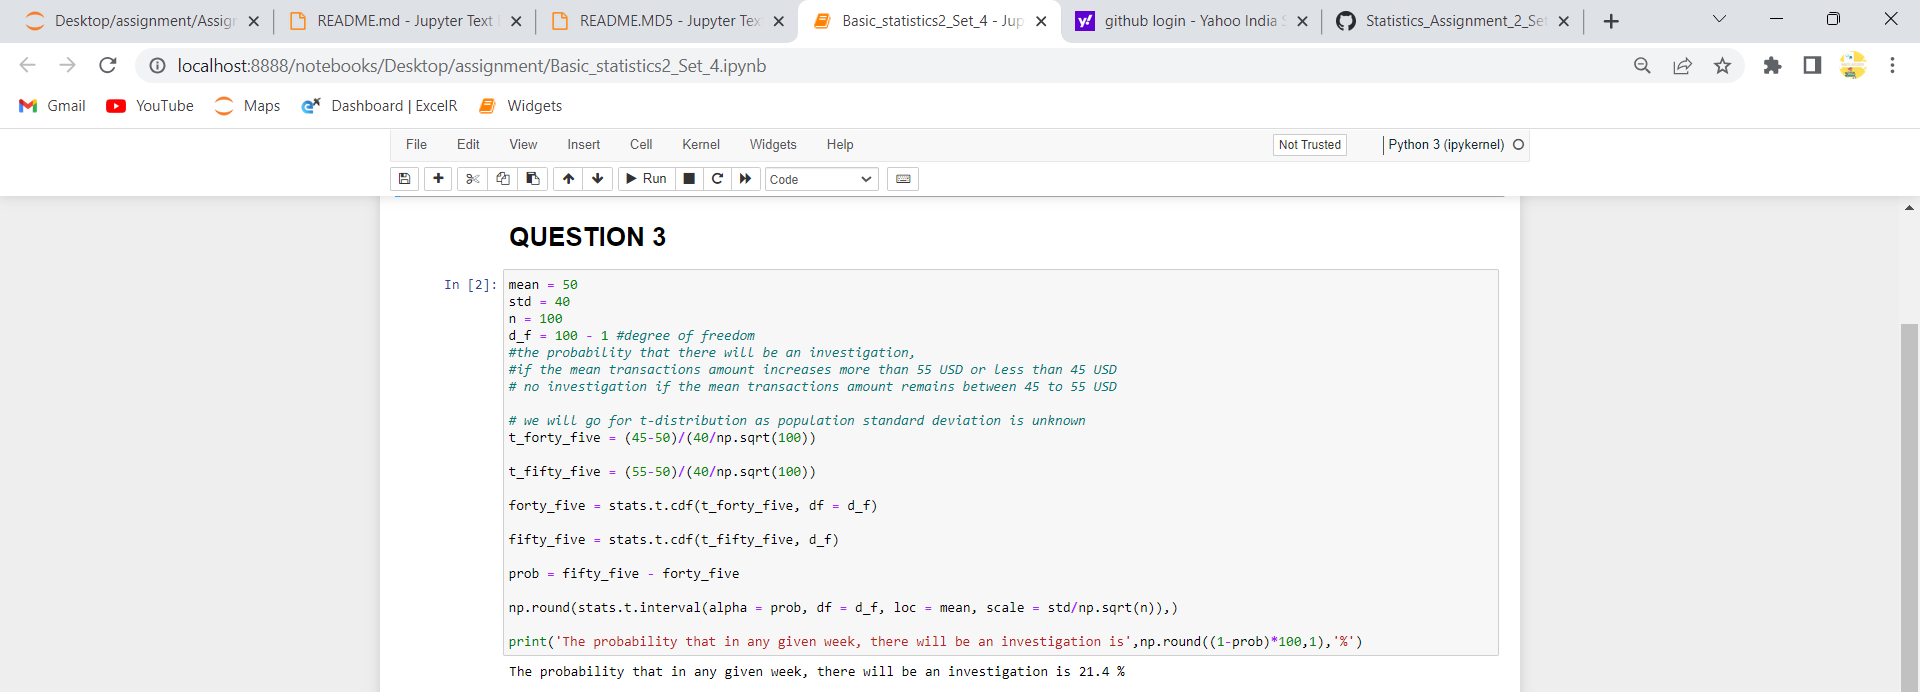 Desktop/assignment/Assign
README.md - Jupyter Text
README.MD5 - Jupyter Tex
Basic_statistics2_Set_4 - Jup
github login - Yahoo India S
Statistics_Assignment_2_Set
localhost:8888/notebooks/Desktop/assignment/Basic_statistics2_Set_4.ipynb
Gmail YouTube Maps Dashboard | ExcelR Widgets
File Edit View Insert Cell Kernel Widgets Help Not Trusted Python 3 (ipykernel)
Run Code
QUESTION 3
In [2]: mean = 50
std = 40
n = 100
d_f = 100 - 1 #degree of freedom
#the probability that there will be an investigation,
#if the mean transactions amount increases more than 55 USD or less than 45 USD
# no investigation if the mean transactions amount remains between 45 to 55 USD
# we will go for t-distribution as population standard deviation is unknown
t_forty_five = (45-50)/(40/np.sqrt(100))
t_fifty_five = (55-50)/(40/np.sqrt(100))
forty_five = stats.t.cdf(t_forty_five, df = d_f)
fifty_five = stats.t.cdf(t_fifty_five, d_f)
prob = fifty_five - forty_five
np.round(stats.t.interval(alpha = prob, df = d_f, loc = mean, scale = std/np.sqrt(n)),)
print('The probability that in any given week, there will be an investigation is',np.round((1-prob)*100,1),'%')
The probability that in any given week, there will be an investigation is 21.4 %